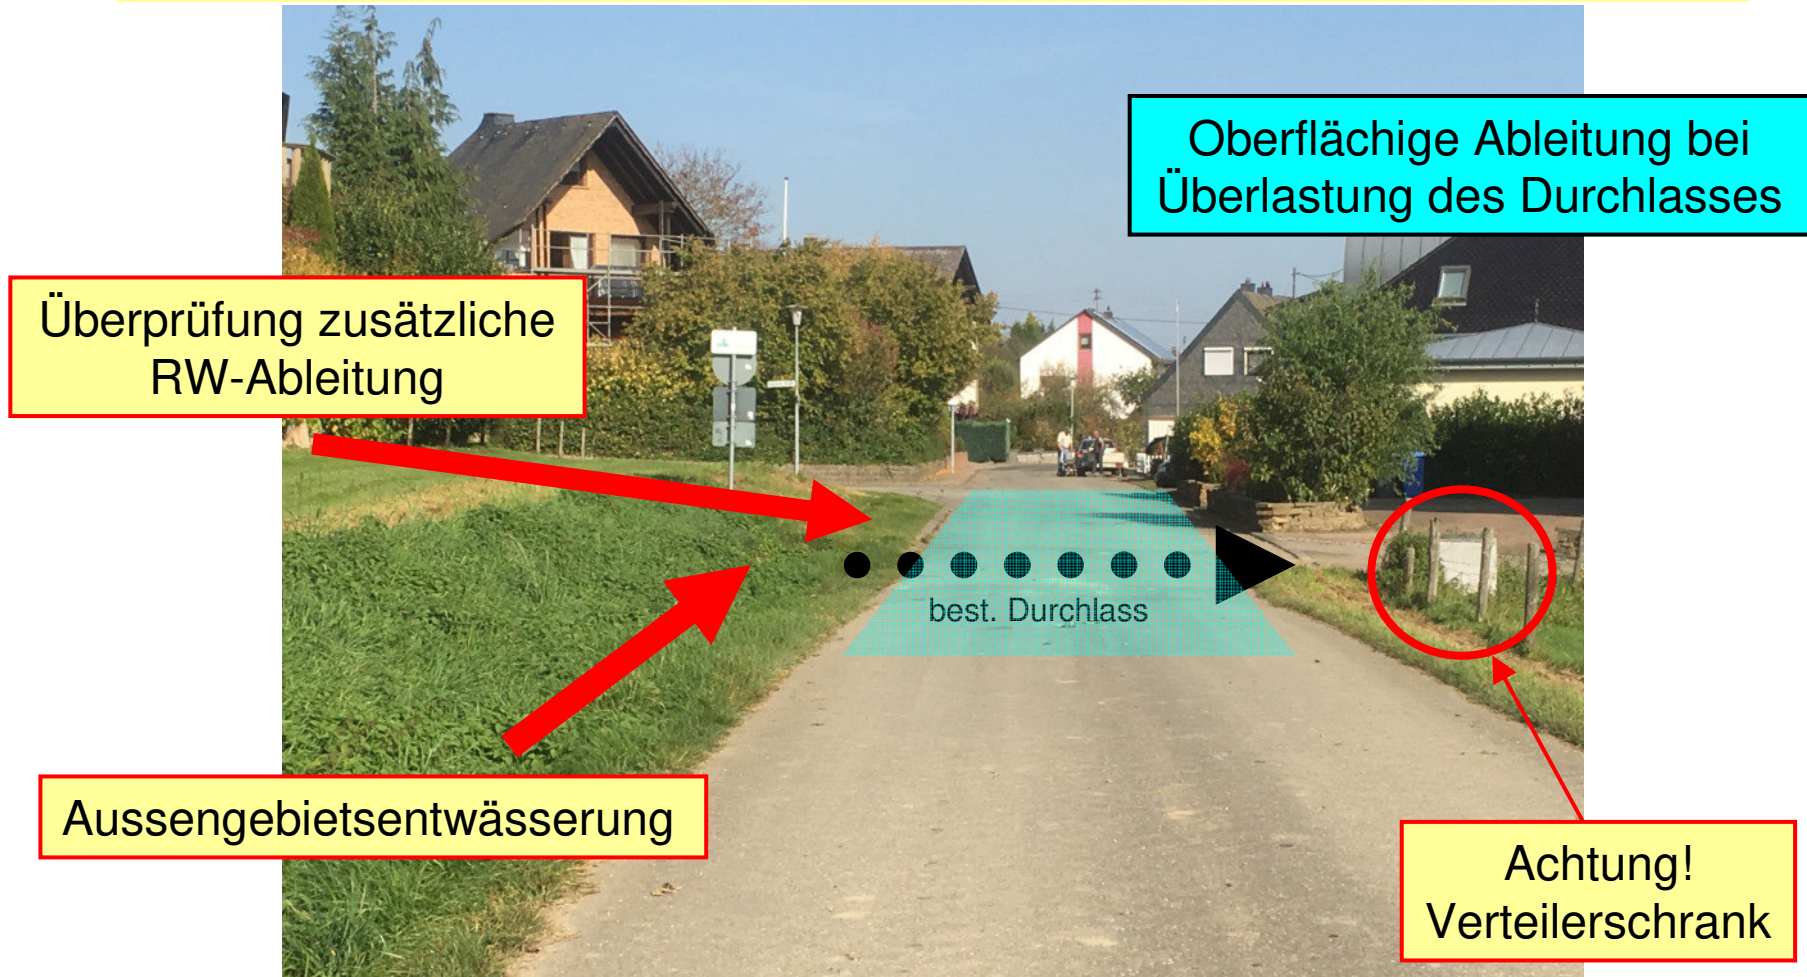 Oberflächige Ableitung bei
Überlastung des Durchlasses
Überprüfung zusätzliche
RW-Ableitung
best. Durchlass
Aussengebietsentwässerung
Achtung!
Verteilerschrank